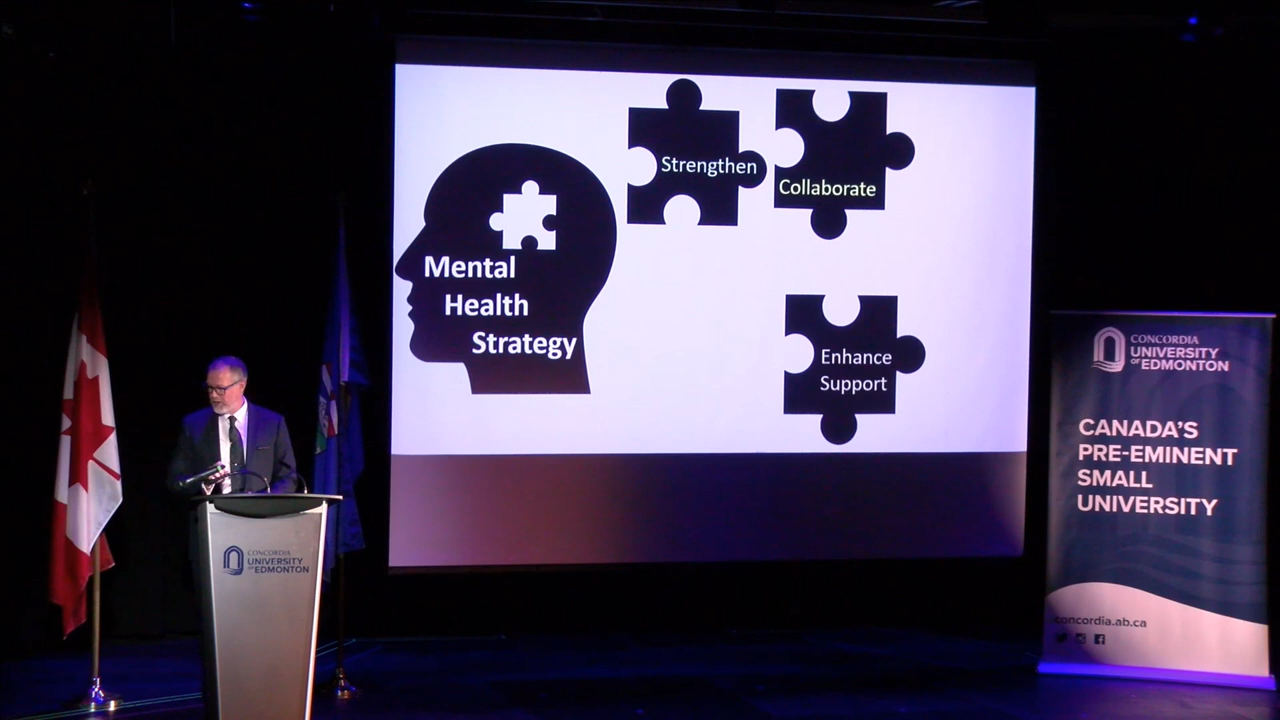 Mental
Health
Strategy
Strengthen
Collaborate
Enhance
Support
CONCORDIA
UNIVERSITY
OF EDMONTON
CONCORDIA
UNIVERSITY
OF EDMONTON
CANADA'S
PRE-EMINENT
SMALL
UNIVERSITY
concordia.ab.ca